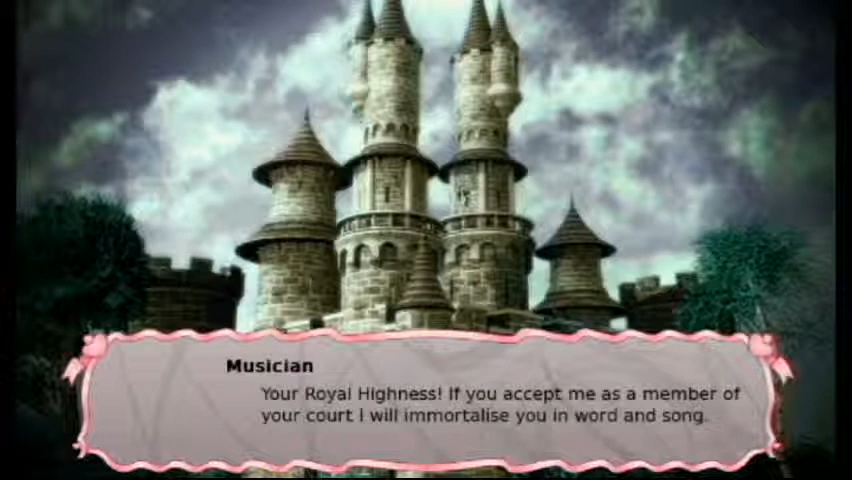 Musician
Your Royal Highness! If you accept me as a member of
your court I will immortalise you in word and song.